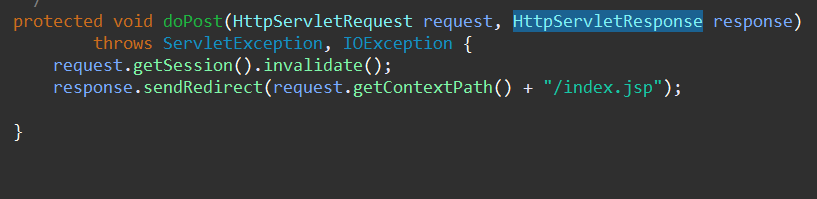 protected void doPost(HttpServletRequest request, HttpServletResponse response)
throws ServletException, IOException {
request.getSession().invalidate();
response.sendRedirect(request.getContextPath() + "/index.jsp");
}